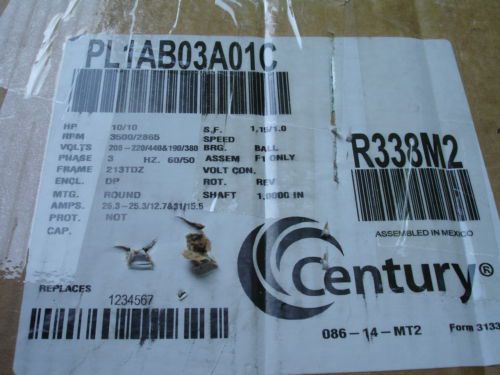 PL1AB03A01C
HP 10/10 S.F. 1.15/1.0
RPM 3500/2865 SPEED
VOLTS 208-220/440&190/380 BRG. BALL
PHASE 3 HZ. 60/50 ASSEM F1 ONLY
FRAME 213TDZ VOLT CON.
ENCL. DP ROT. REV
MTG. ROUND SHAFT 1.0000 IN
AMPS. 26.3-25.3/12.7&31/15.5
PROT. NOT
CAP.
R338M2
ASSEMBLED IN MEXICO
Century®
REPLACES
1234567
086-14-MT2 Form 3133